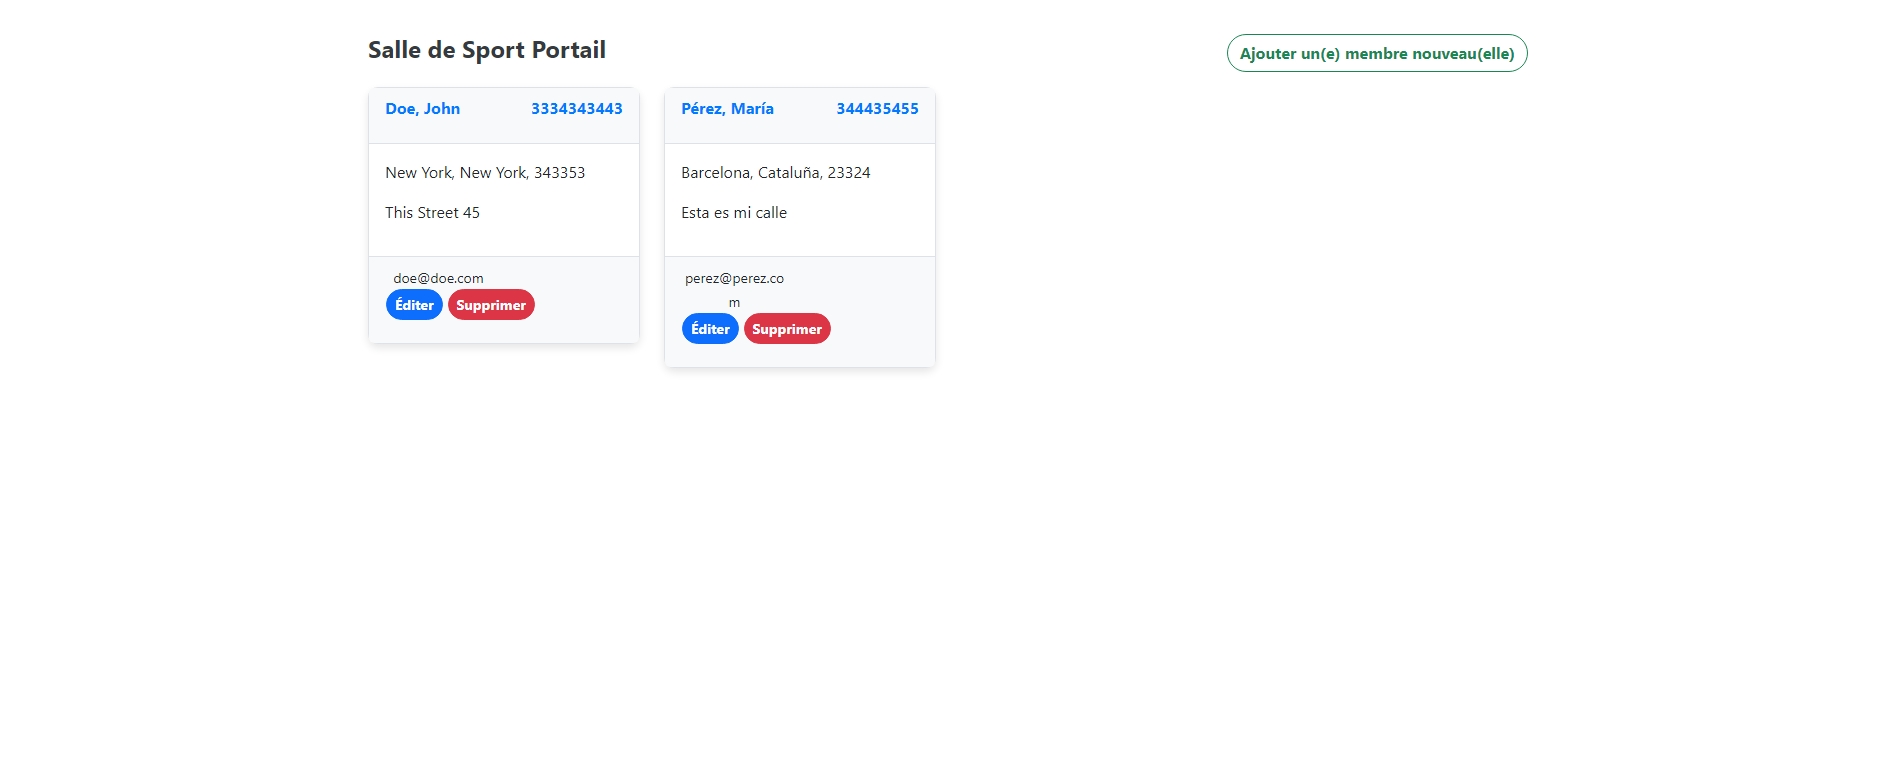 Salle de Sport Portail
Ajouter un(e) membre nouveau(elle)
Doe, John 3334343443
New York, New York, 343353
This Street 45
doe@doe.com
Éditer Supprimer
Pérez, María 344435455
Barcelona, Cataluña, 23324
Esta es mi calle
perez@perez.co
m
Éditer Supprimer